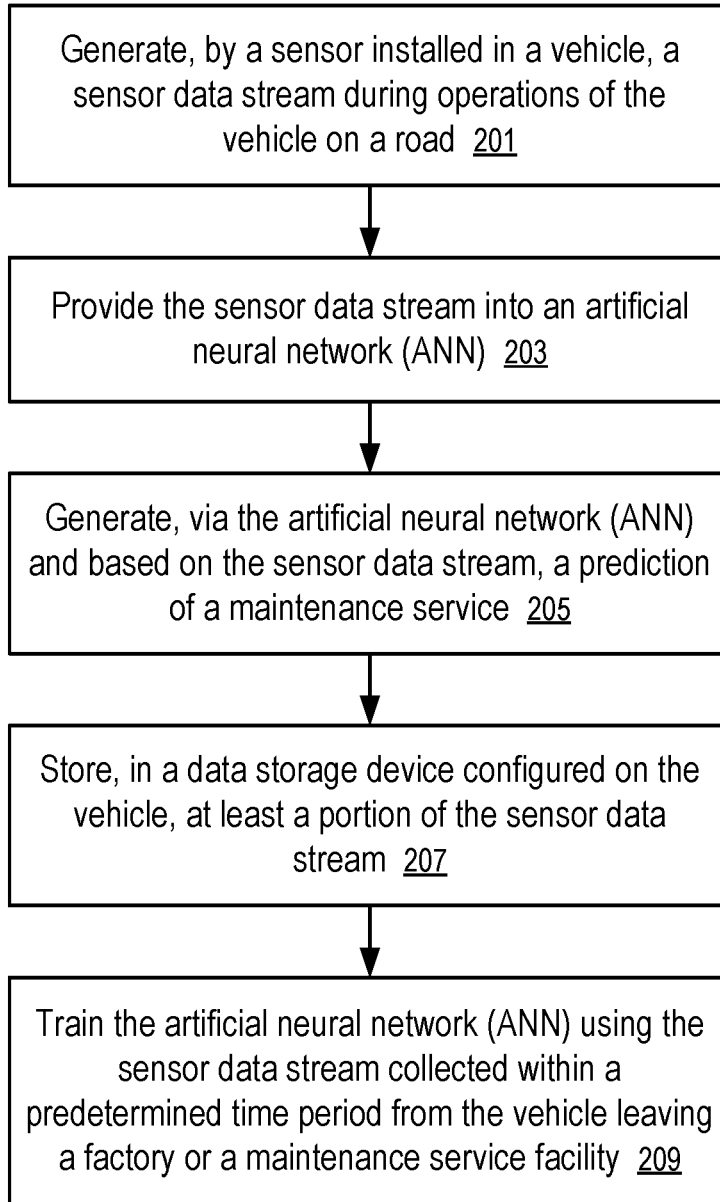 Generate, by a sensor installed in a vehicle, a
sensor data stream during operations of the
vehicle on a road 201
Provide the sensor data stream into an artificial
neural network (ANN) 203
Generate, via the artificial neural network (ANN)
and based on the sensor data stream, a prediction
of a maintenance service 205
Store, in a data storage device configured on the
vehicle, at least a portion of the sensor data
stream 207
Train the artificial neural network (ANN) using the
sensor data stream collected within a
predetermined time period from the vehicle leaving
a factory or a maintenance service facility 209